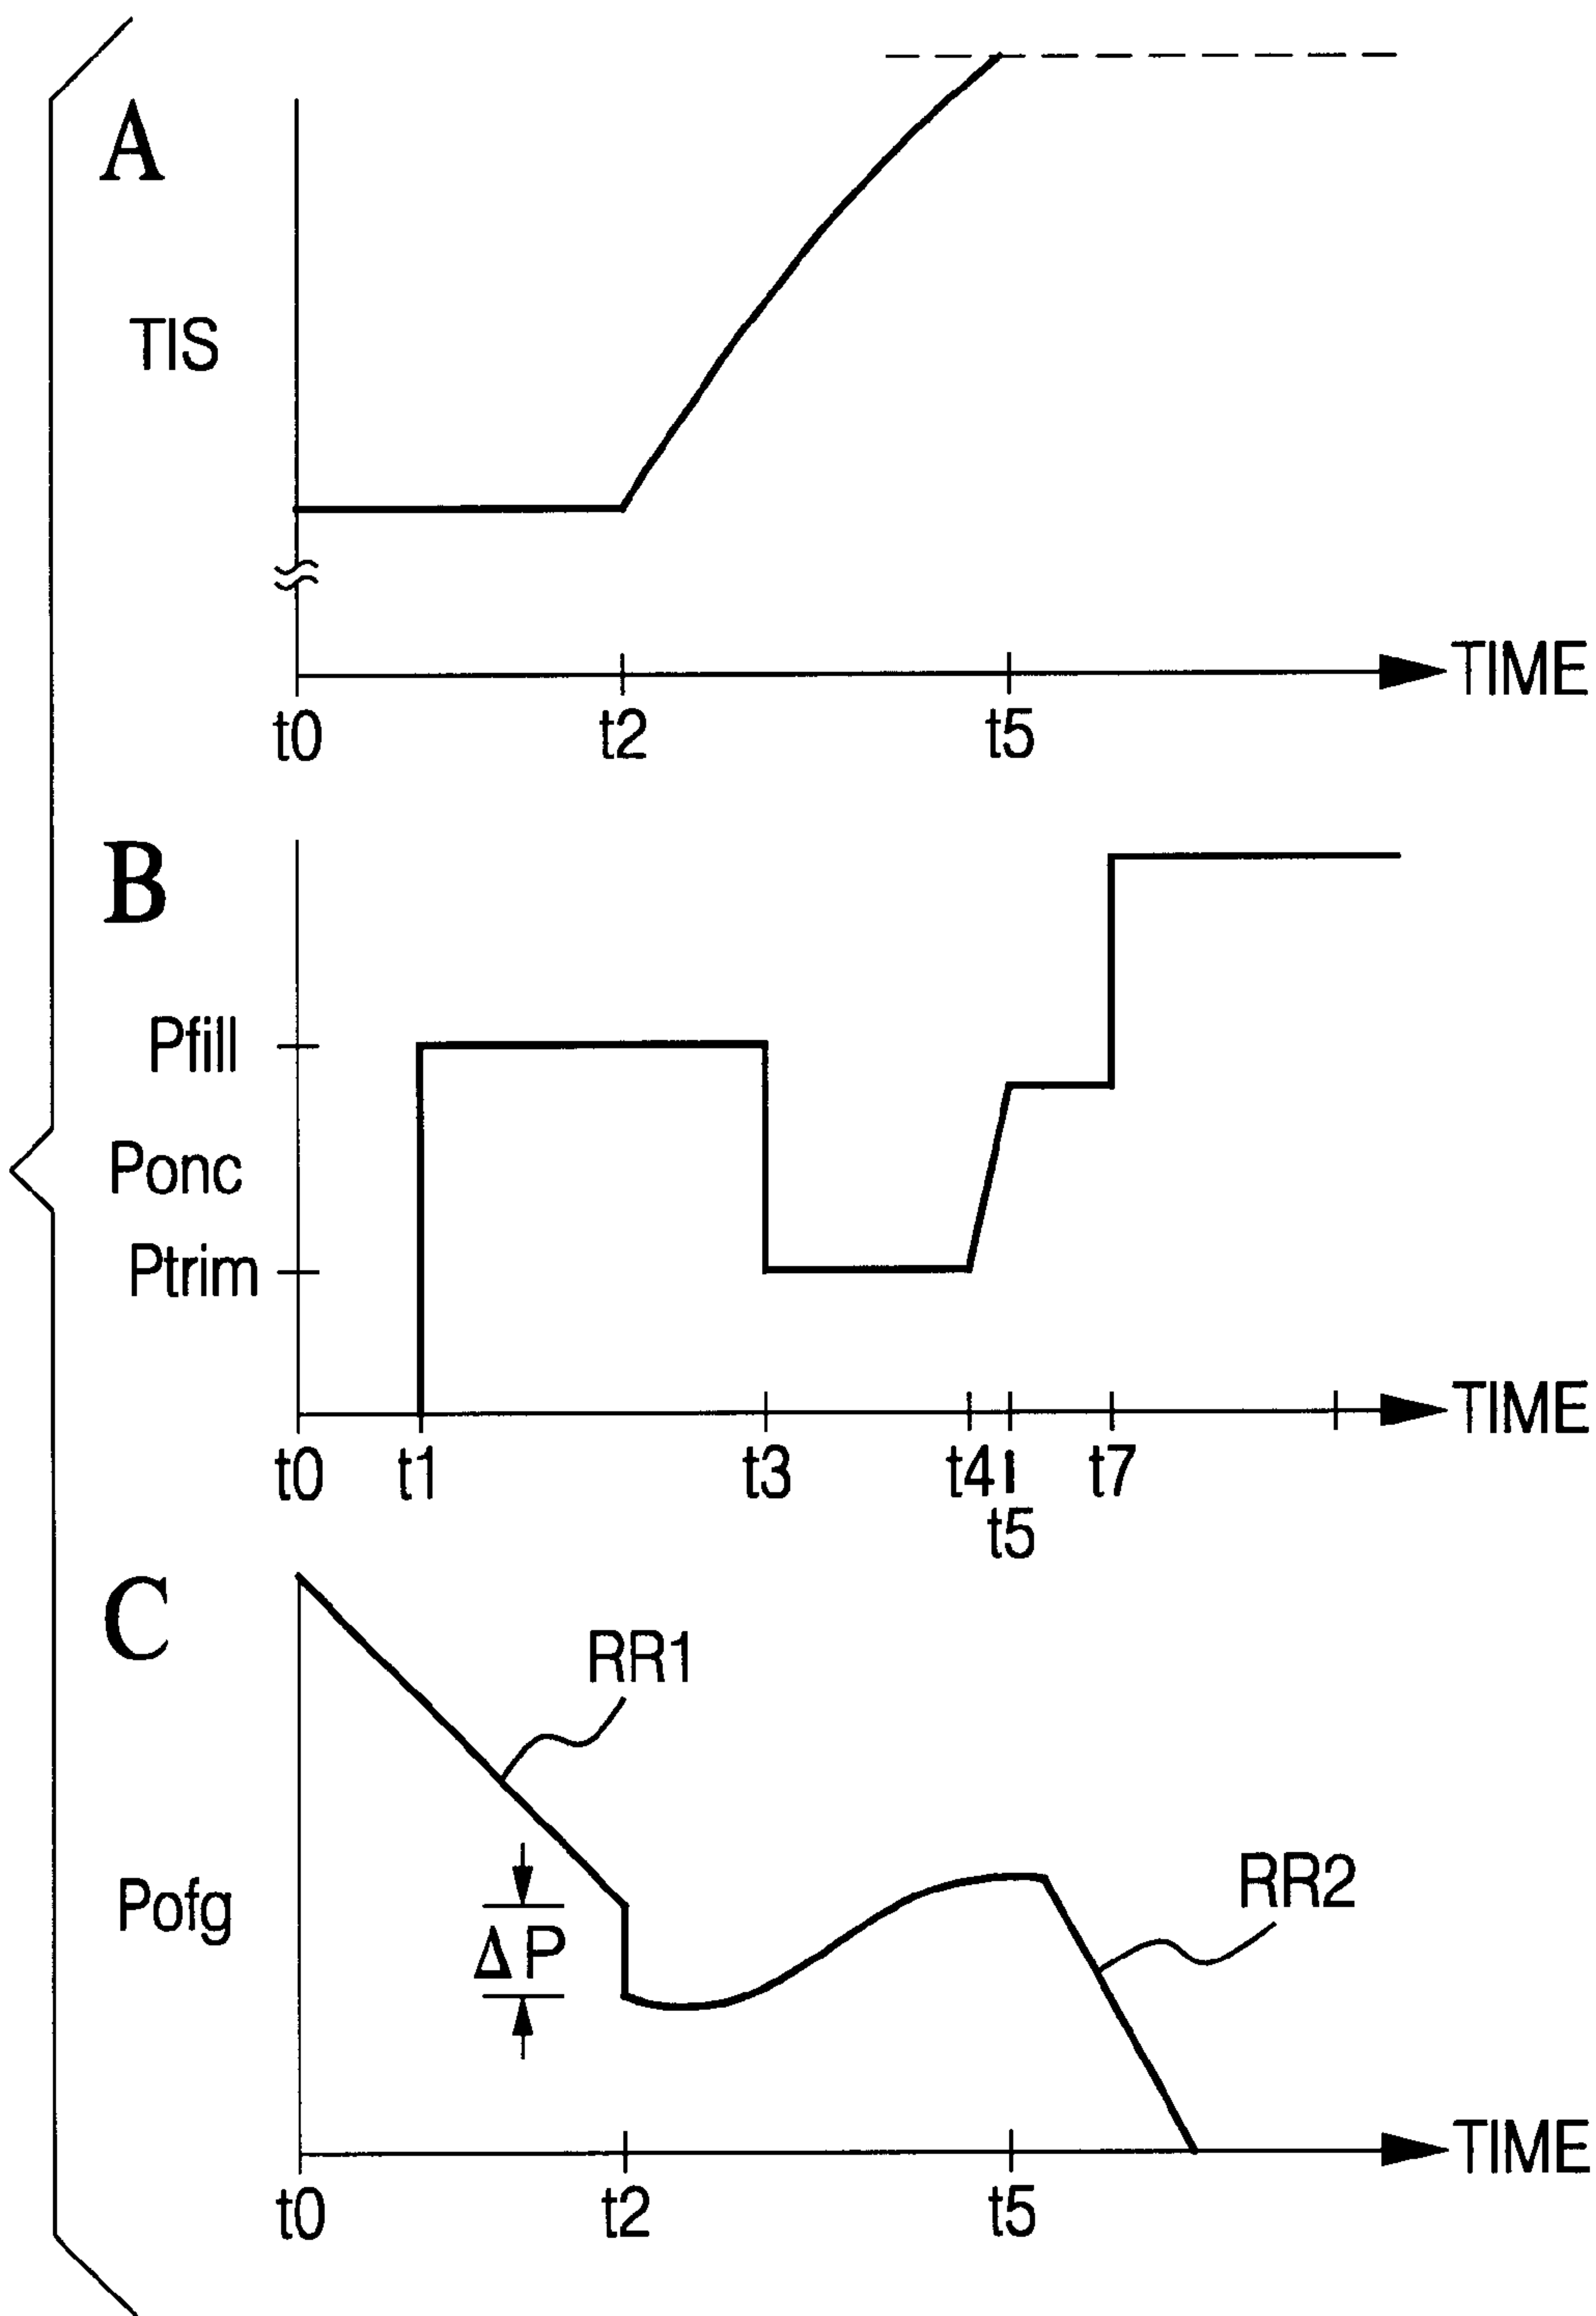 A
TIS
TIME
t0 t2 t5
B
Pfill
Ponc
Ptrim
TIME
t0 t1 t3 t4 t7
t5
C
RR1
Pofg
ΔP
RR2
TIME
t0 t2 t5